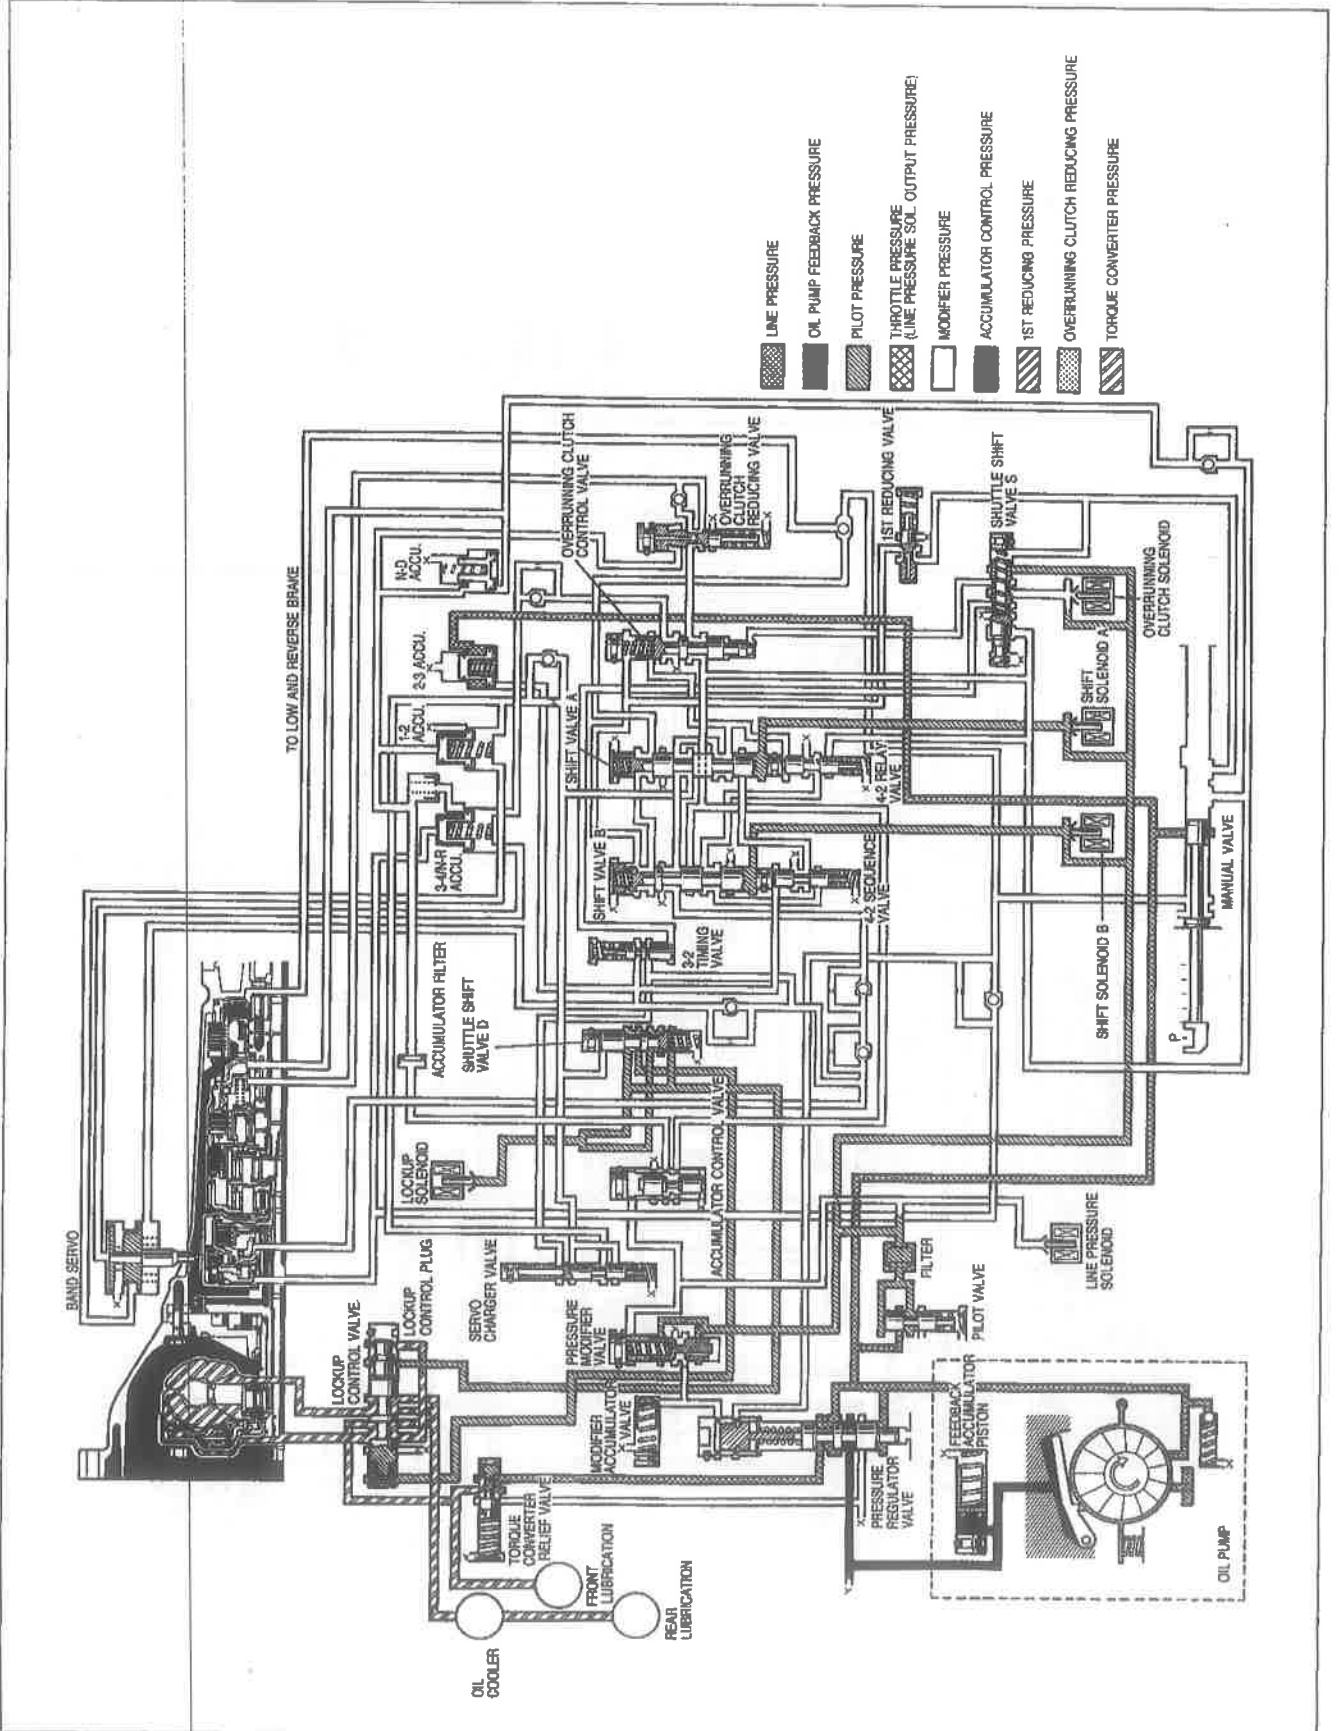 BAND SERVO
TO LOW AND REVERSE BRAKE
3-4/N-R
ACCU.
1-2
ACCU.
2-3 ACCU.
N-D
ACCU.
LOCKUP
CONTROL VALVE
LOCKUP
CONTROL PLUG
LOCKUP
SOLENOID
ACCUMULATOR FILTER
SHUTTLE SHIFT
VALVE D
SERVO
CHARGER VALVE
OIL
COOLER
TORQUE
CONVERTER
RELIEF VALVE
FRONT
LUBRICATION
REAR
LUBRICATION
MODIFIER
ACCUMULATOR
VALVE
PRESSURE
MODIFIER
VALVE
ACCUMULATOR CONTROL VALVE
3-2
TIMING
VALVE
SHIFT VALVE B
SHIFT VALVE A
OVERRUNNING CLUTCH
CONTROL VALVE
OVERRUNNING
CLUTCH
REDUCING VALVE
4-2 SEQUENCE
VALVE
4-2 RELAY
VALVE
1ST REDUCING VALVE
SHUTTLE SHIFT
VALVE S
PRESSURE
REGULATOR
VALVE
FEEDBACK
ACCUMULATOR
PISTON
PILOT VALVE
FILTER
LINE PRESSURE
SOLENOID
SHIFT SOLENOID B
SHIFT
SOLENOID A
OVERRUNNING
CLUTCH SOLENOID
P
MANUAL VALVE
OIL PUMP
LINE PRESSURE
OIL PUMP FEEDBACK PRESSURE
PILOT PRESSURE
THROTTLE PRESSURE
(LINE PRESSURE SOL. OUTPUT PRESSURE)
MODIFIER PRESSURE
ACCUMULATOR CONTROL PRESSURE
1ST REDUCING PRESSURE
OVERRUNNING CLUTCH REDUCING PRESSURE
TORQUE CONVERTER PRESSURE